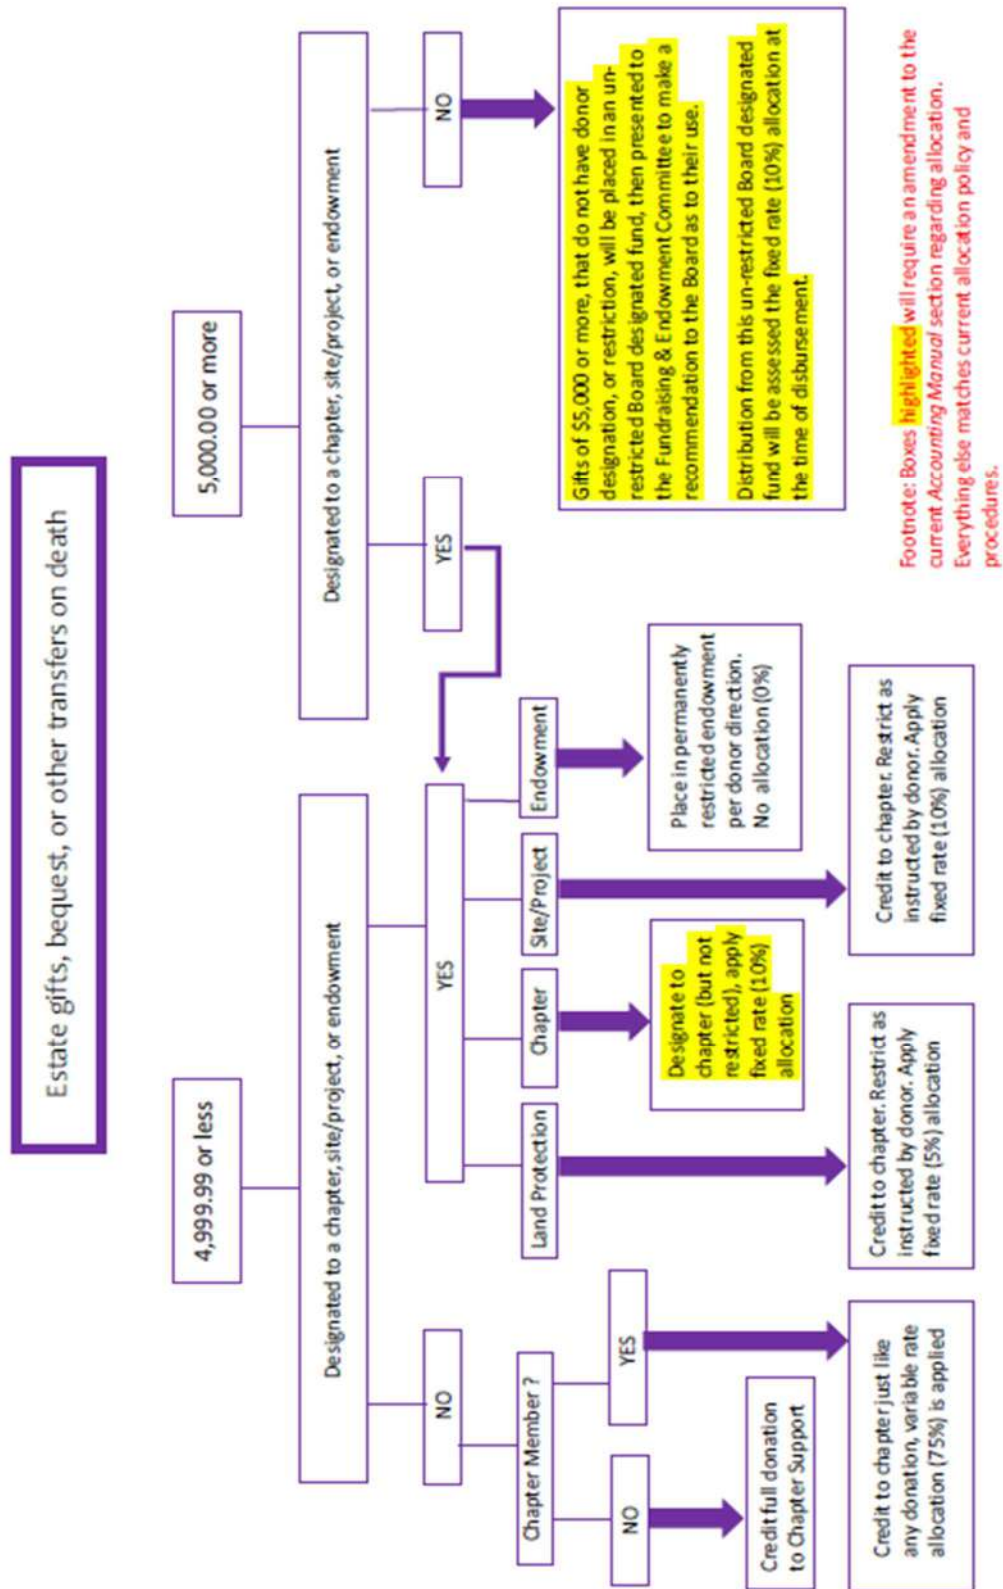 Estate gifts, bequest, or other transfers on death
4,999.99 or less
5,000.00 or more
Designated to a chapter, site/project, or endowment
Designated to a chapter, site/project, or endowment
NO
YES
YES
NO
Chapter Member ?
Land Protection
Chapter
Site/Project
Endowment
NO
YES
Credit full donation
to Chapter Support
Credit to chapter just like
any donation, variable rate
allocation (75%) is applied
Credit to chapter. Restrict as
instructed by donor. Apply
fixed rate (5%) allocation
Designate to
chapter (but not
restricted), apply
fixed rate (10%)
allocation
Credit to chapter. Restrict as
instructed by donor. Apply
fixed rate (10%) allocation
Place in permanently
restricted endowment
per donor direction.
No allocation (0%)
Gifts of $5,000 or more, that do not have donor
designation, or restriction, will be placed in an un-
restricted Board designated fund, then presented to
the Fundraising & Endowment Committee to make a
recommendation to the Board as to their use.
Distribution from this un-restricted Board designated
fund will be assessed the fixed rate (10%) allocation at
the time of disbursement.
Footnote: Boxes highlighted will require an amendment to the
current Accounting Manual section regarding allocation.
Everything else matches current allocation policy and
procedures.